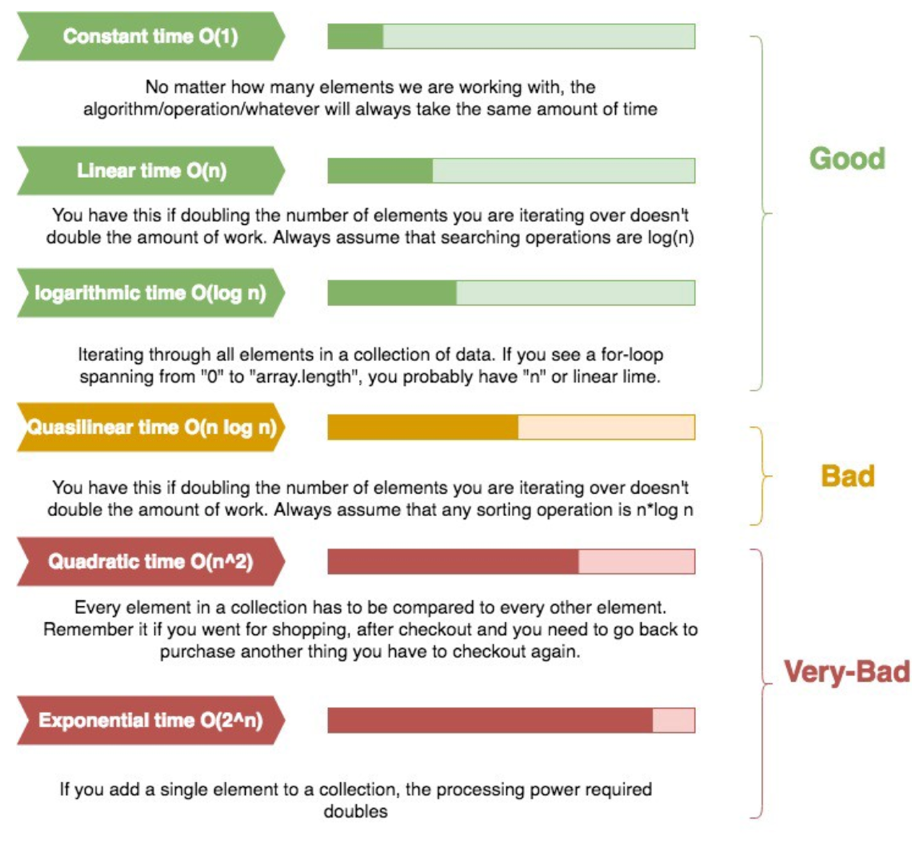 Constant time O(1)
No matter how many elements we are working with, the
algorithm/operation/whatever will always take the same amount of time
Good
Linear time O(n)
You have this if doubling the number of elements you are iterating over doesn't
double the amount of work. Always assume that searching operations are log(n)
logarithmic time O(log n)
Iterating through all elements in a collection of data. If you see a for-loop
spanning from "0" to "array.length", you probably have "n" or linear lime.
Quasilinear time O(n log n)
Bad
You have this if doubling the number of elements you are iterating over doesn't
double the amount of work. Always assume that any sorting operation is n*log n
Quadratic time O(n^2)
Every element in a collection has to be compared to every other element.
Remember it if you went for shopping, after checkout and you need to go back to
purchase another thing you have to checkout again.
Very-Bad
Exponential time O(2^n)
If you add a single element to a collection, the processing power required
doubles